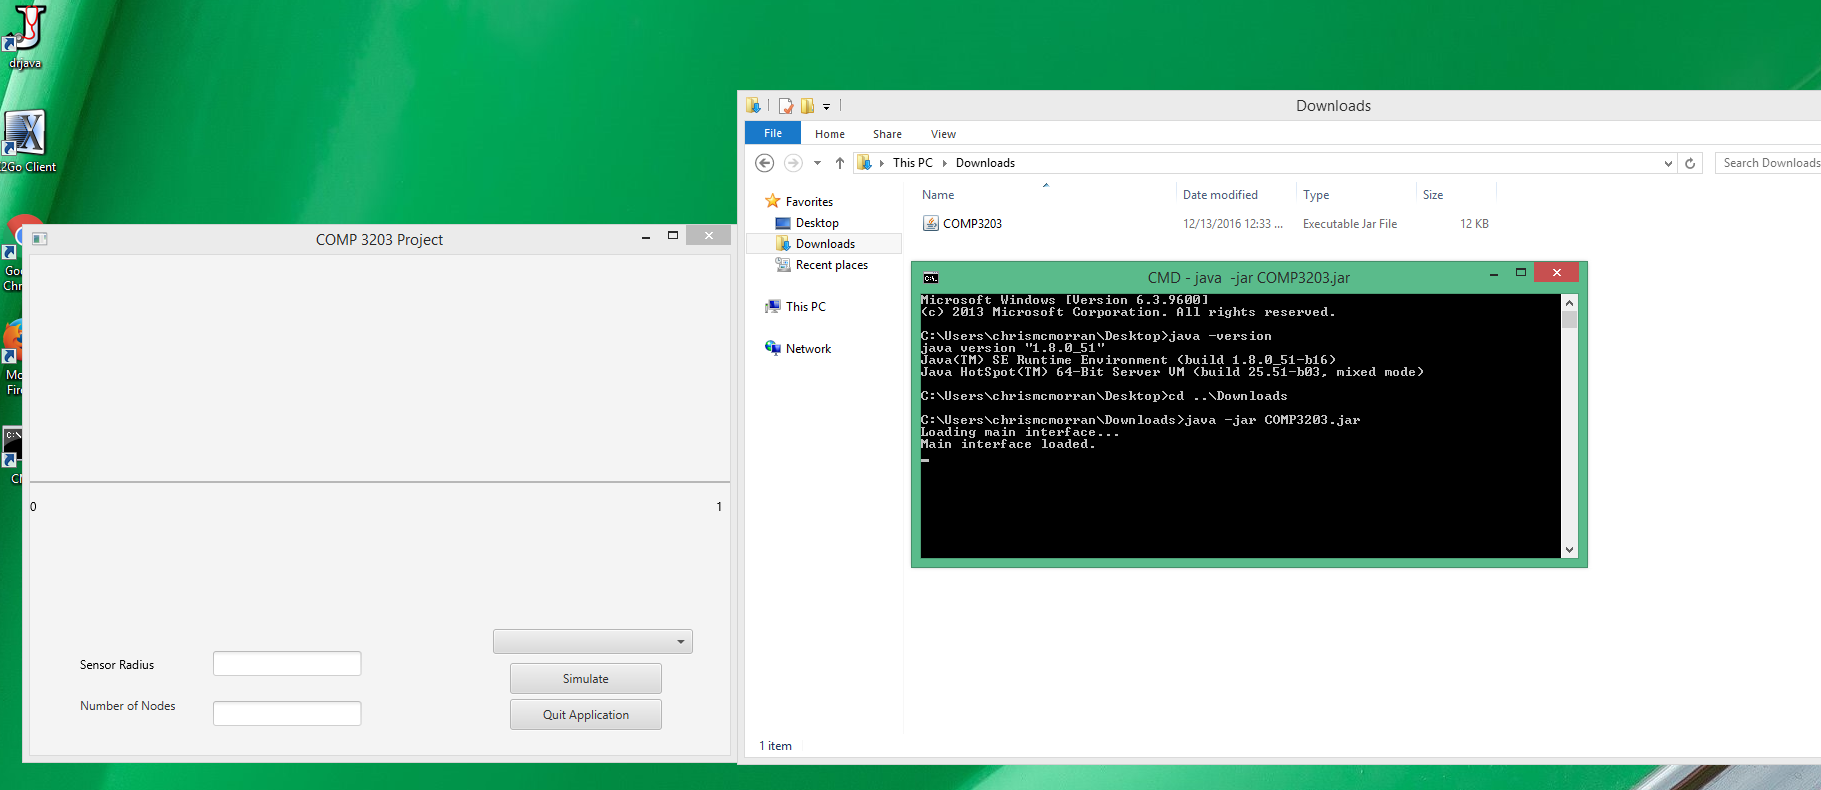 drjava
2Go Client
Goo
Chr
Mo
Fire
COMP 3203 Project
0
1
Sensor Radius
Number of Nodes
Simulate
Quit Application
Downloads
File
Home
Share
View
This PC
Downloads
Search Downloads
Name
Date modified
Type
Size
Favorites
Desktop
Downloads
Recent places
This PC
Network
COMP3203
12/13/2016 12:33 ...
Executable Jar File
12 KB
CMD - java -jar COMP3203.jar
Microsoft Windows [Version 6.3.9600]
(c) 2013 Microsoft Corporation. All rights reserved.
C:\Users\chrismcmorran\Desktop>java -version
java version "1.8.0_51"
Java(TM) SE Runtime Environment (build 1.8.0_51-b16)
Java HotSpot(TM) 64-Bit Server VM (build 25.51-b03, mixed mode)
C:\Users\chrismcmorran\Desktop>cd ..\Downloads
C:\Users\chrismcmorran\Downloads>java -jar COMP3203.jar
Loading main interface...
Main interface loaded.
1 item